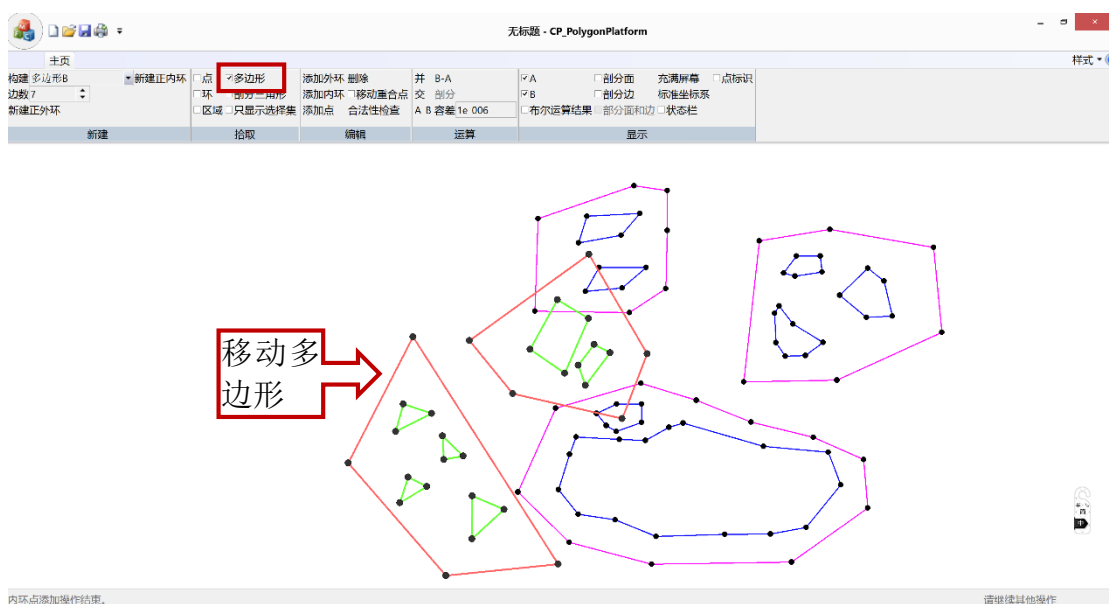 无标题 - CP_PolygonPlatform
主页
样式
构建 多边形B 新建正内环
边数 7
新建正外环
新建
点 多边形
环 剖分三角形
区域 只显示选择集
拾取
添加外环 删除
添加内环 移动重合点
添加点 合法性检查
编辑
并 B-A
交 剖分
A B 容差 1e 006
运算
A 剖分面 充满屏幕 点标识
B 剖分边 标准坐标系
布尔运算结果 部分面和边 状态栏
显示
移动多
边形
中
内环点添加操作结束。
请继续其他操作